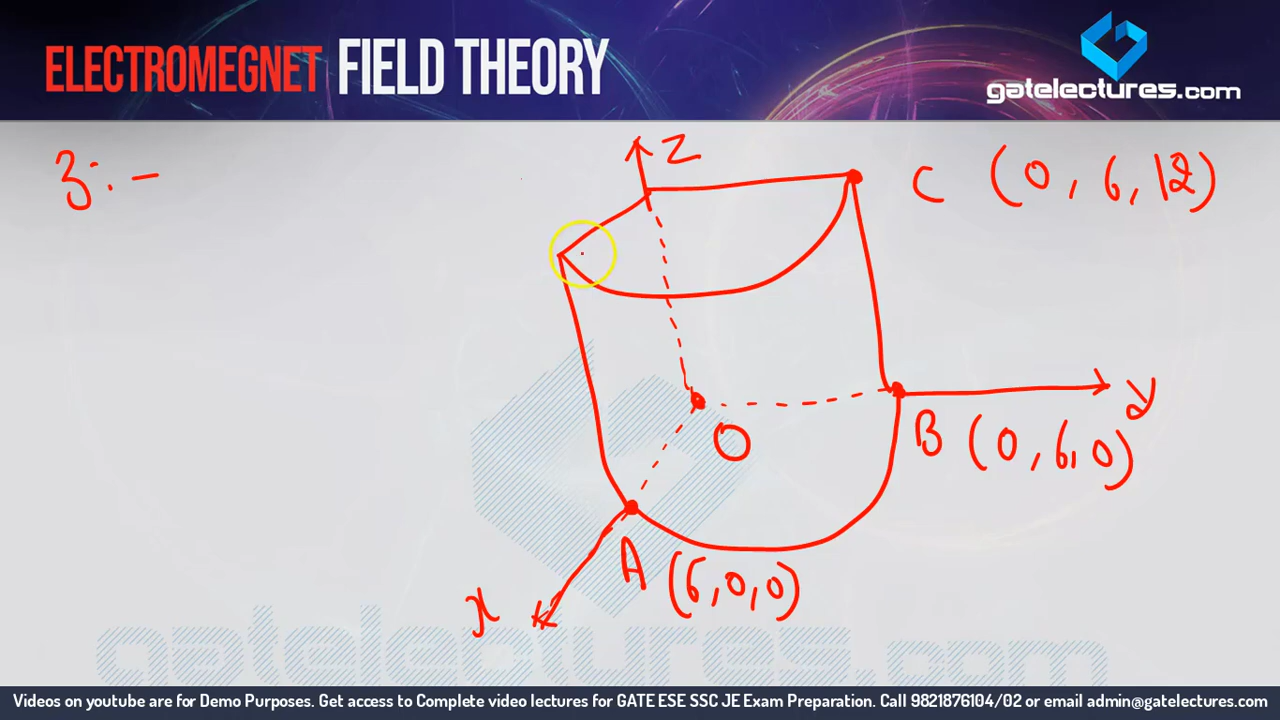 ELECTROMEGNET FIELD THEORY
gatelectures.com
3:-
Z
C (0, 6, 12)
O
y
B (0, 6, 0)
A (6, 0, 0)
x
gatelectures.com
Videos on youtube are for Demo Purposes. Get access to Complete video lectures for GATE ESE SSC JE Exam Preparation. Call 9821876104/02 or email admin@gatelectures.com